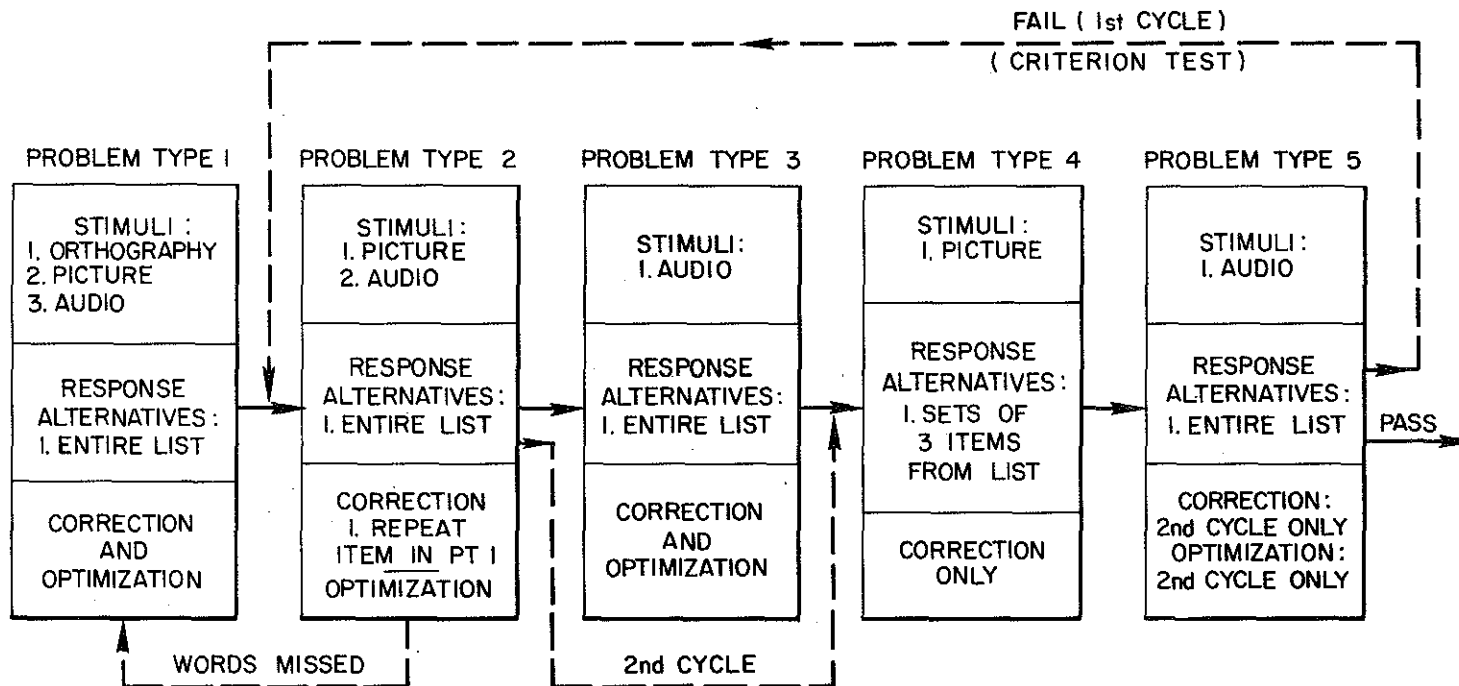 FAIL ( 1st CYCLE )
( CRITERION TEST )
PROBLEM TYPE 1
STIMULI :
1. ORTHOGRAPHY
2. PICTURE
3. AUDIO
RESPONSE
ALTERNATIVES :
1. ENTIRE LIST
CORRECTION
AND
OPTIMIZATION
PROBLEM TYPE 2
STIMULI :
1. PICTURE
2. AUDIO
RESPONSE
ALTERNATIVES :
1. ENTIRE LIST
CORRECTION
1. REPEAT
ITEM IN PT 1
OPTIMIZATION
PROBLEM TYPE 3
STIMULI :
1. AUDIO
RESPONSE
ALTERNATIVES :
1. ENTIRE LIST
CORRECTION
AND
OPTIMIZATION
PROBLEM TYPE 4
STIMULI :
1. PICTURE
RESPONSE
ALTERNATIVES :
1. SETS OF
3 ITEMS
FROM LIST
CORRECTION
ONLY
PROBLEM TYPE 5
STIMULI :
1. AUDIO
RESPONSE
ALTERNATIVES :
1. ENTIRE LIST
CORRECTION :
2nd CYCLE ONLY
OPTIMIZATION :
2nd CYCLE ONLY
PASS
WORDS MISSED
2nd CYCLE